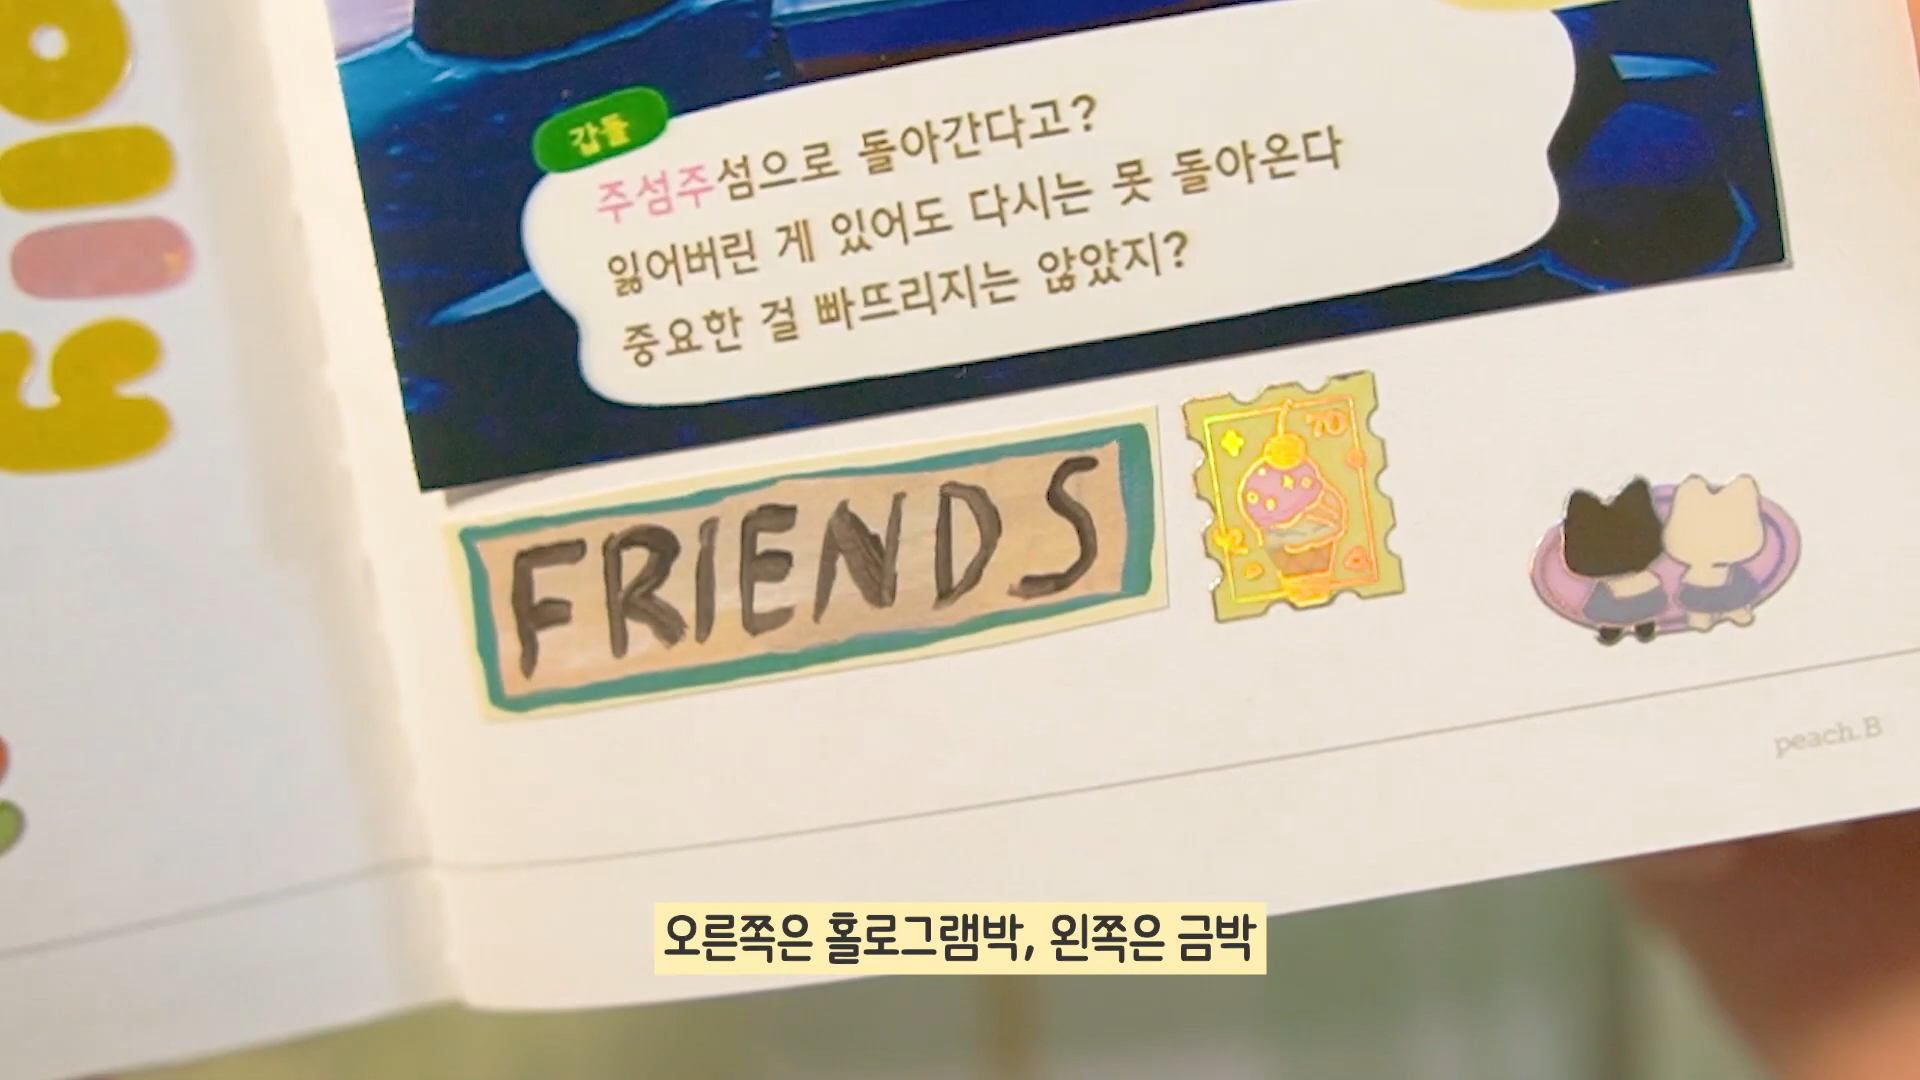 갑돌
주섬주섬으로 돌아간다고?
잃어버린 게 있어도 다시는 못 돌아온다
중요한 걸 빠뜨리지는 않았지?
FRIENDS
70
peach.B
오른쪽은 홀로그램박, 왼쪽은 금박